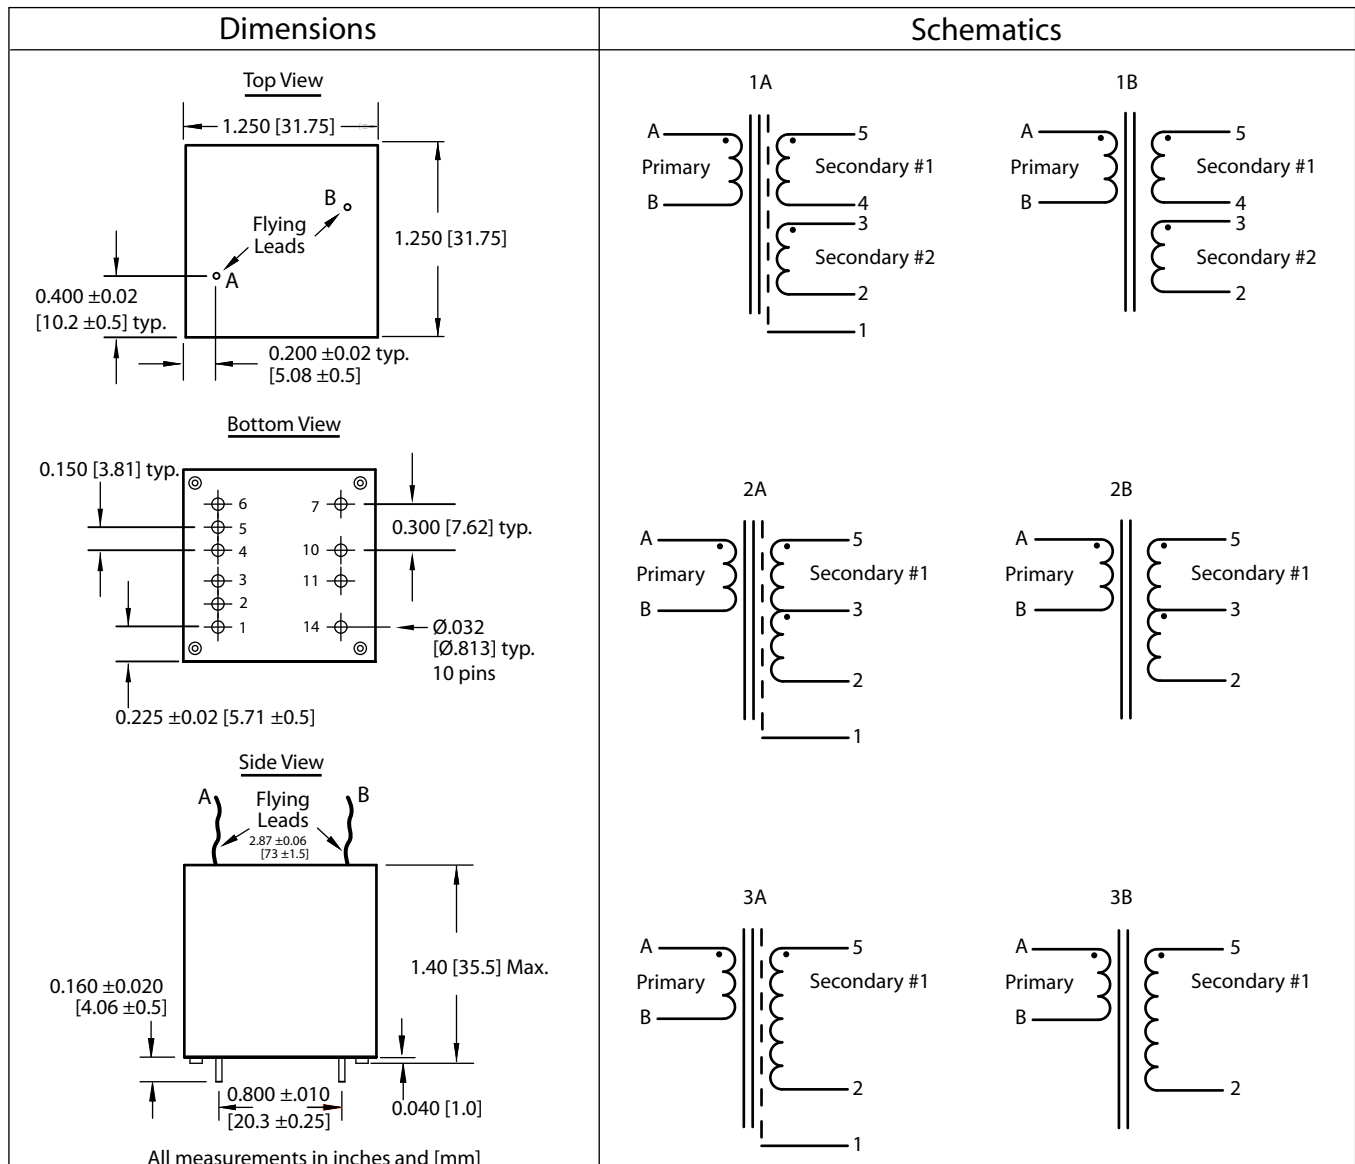 Dimensions
Schematics
Top View
1.250 [31.75]
B
Flying
Leads
A
1.250 [31.75]
0.400 ±0.02
[10.2 ±0.5] typ.
0.200 ±0.02 typ.
[5.08 ±0.5]
Bottom View
0.150 [3.81] typ.
6
5
4
3
2
1
7
10
11
14
0.300 [7.62] typ.
Ø.032
[Ø.813] typ.
10 pins
0.225 ±0.02 [5.71 ±0.5]
Side View
A
Flying
Leads
2.87 ±0.06
[73 ±1.5]
B
1.40 [35.5] Max.
0.160 ±0.020
[4.06 ±0.5]
0.800 ±.010
[20.3 ±0.25]
0.040 [1.0]
All measurements in inches and [mm]
1A
A
Primary
B
5
Secondary #1
4
3
Secondary #2
2
1
1B
A
Primary
B
5
Secondary #1
4
3
Secondary #2
2
2A
A
Primary
B
5
Secondary #1
3
2
1
2B
A
Primary
B
5
Secondary #1
3
2
3A
A
Primary
B
5
Secondary #1
2
1
3B
A
Primary
B
5
Secondary #1
2